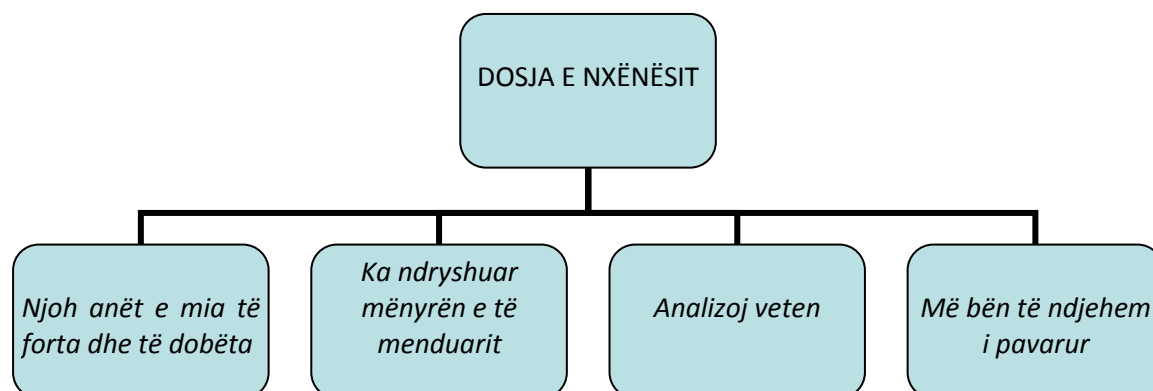 DOSJA E NXËNËSIT
Njoh anët e mia të
forta dhe të dobëta
Ka ndryshuar
mënyrën e të
menduarit
Analizoj veten
Më bën të ndjehem
i pavarur